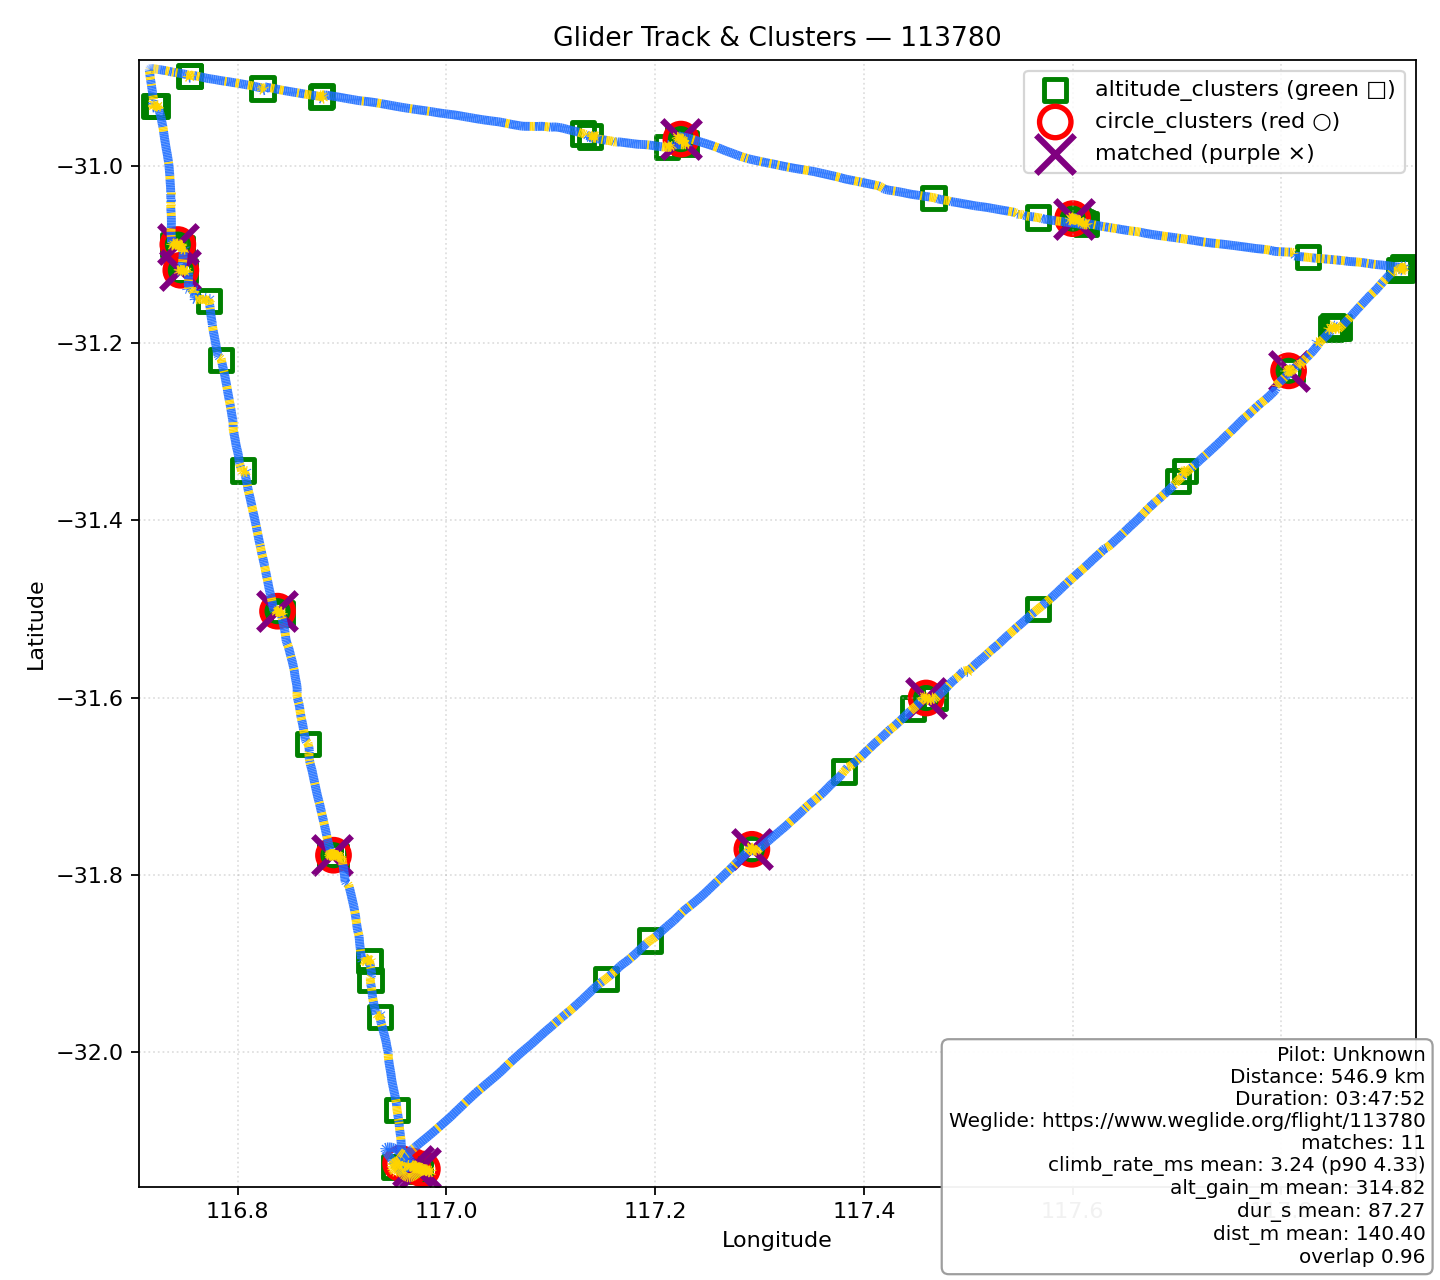 Glider Track & Clusters — 113780
altitude_clusters (green □)
circle_clusters (red ○)
matched (purple ×)
−31.0
−31.2
−31.4
−31.6
−31.8
−32.0
Latitude
116.8
117.0
117.2
117.4
117.6
Longitude
Pilot: Unknown
Distance: 546.9 km
Duration: 03:47:52
Weglide: https://www.weglide.org/flight/113780
matches: 11
climb_rate_ms mean: 3.24 (p90 4.33)
alt_gain_m mean: 314.82
dur_s mean: 87.27
dist_m mean: 140.40
overlap 0.96